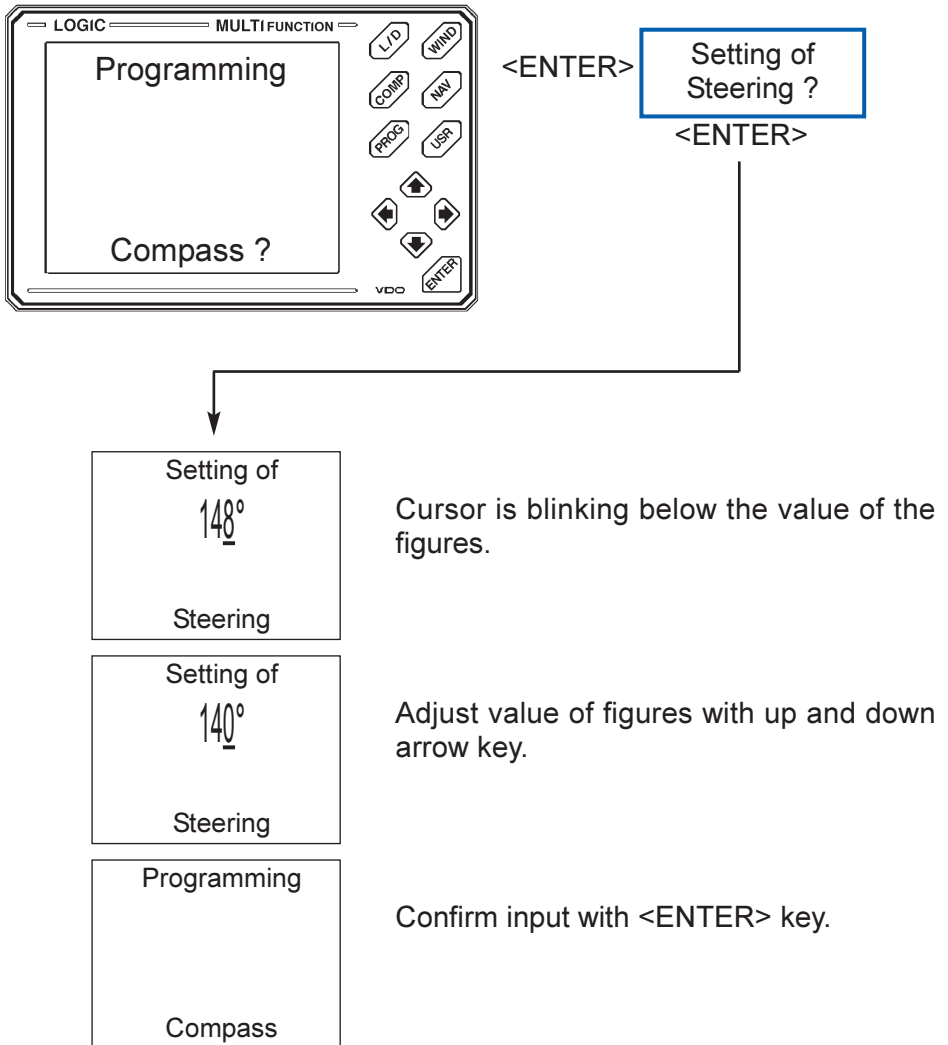 LOGIC MULTIFUNCTION
Programming
Compass ?
L/D
WIND
COMP
NAV
PROG
USR
ENTER
VDO
<ENTER>
Setting of
Steering ?
<ENTER>
Setting of
148°
Steering
Cursor is blinking below the value of the
figures.
Setting of
140°
Steering
Adjust value of figures with up and down
arrow key.
Programming
Compass
Confirm input with <ENTER> key.